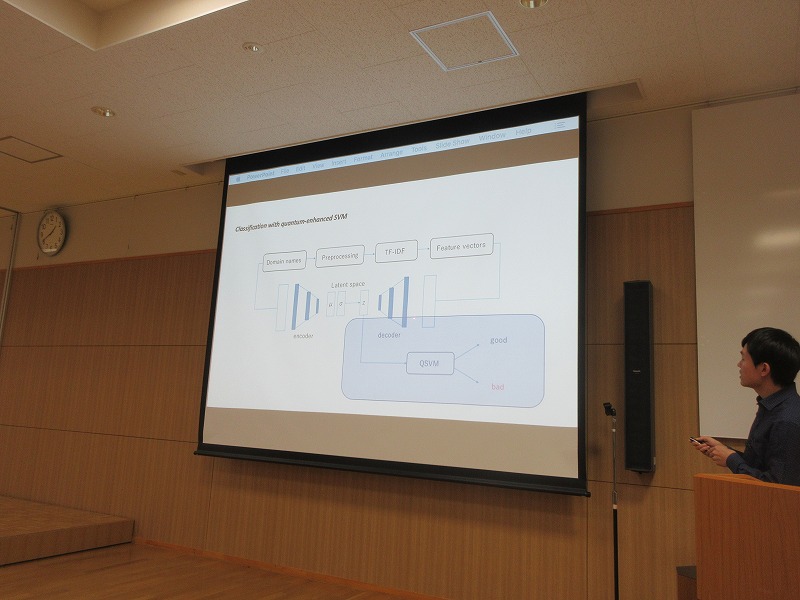 PowerPoint File Edit View Insert Format Arrange Tools Slide Show Window Help
Classification with quantum-enhanced SVM
Domain names Preprocessing TF-IDF Feature vectors
Latent space
μ σ z
encoder decoder
good
QSVM
bad